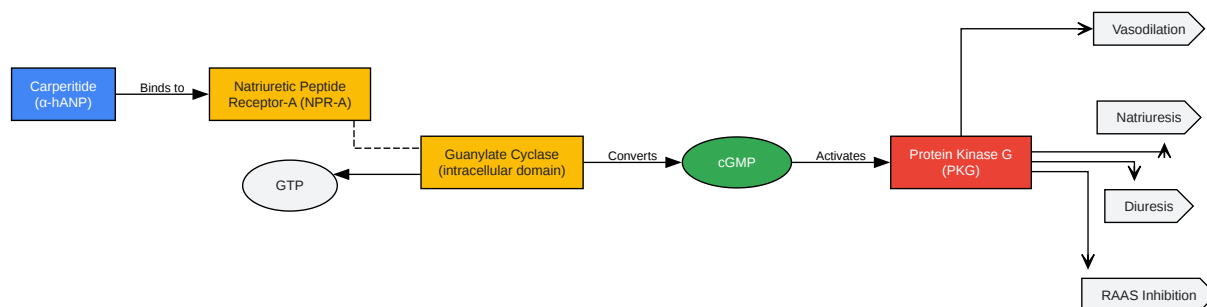 Vasodilation
Carperitide
(α-hANP)
Binds to
Natriuretic Peptide
Receptor-A (NPR-A)
Natriuresis
GTP
Guanylate Cyclase
(intracellular domain)
Converts
cGMP
Activates
Protein Kinase G
(PKG)
Diuresis
RAAS Inhibition